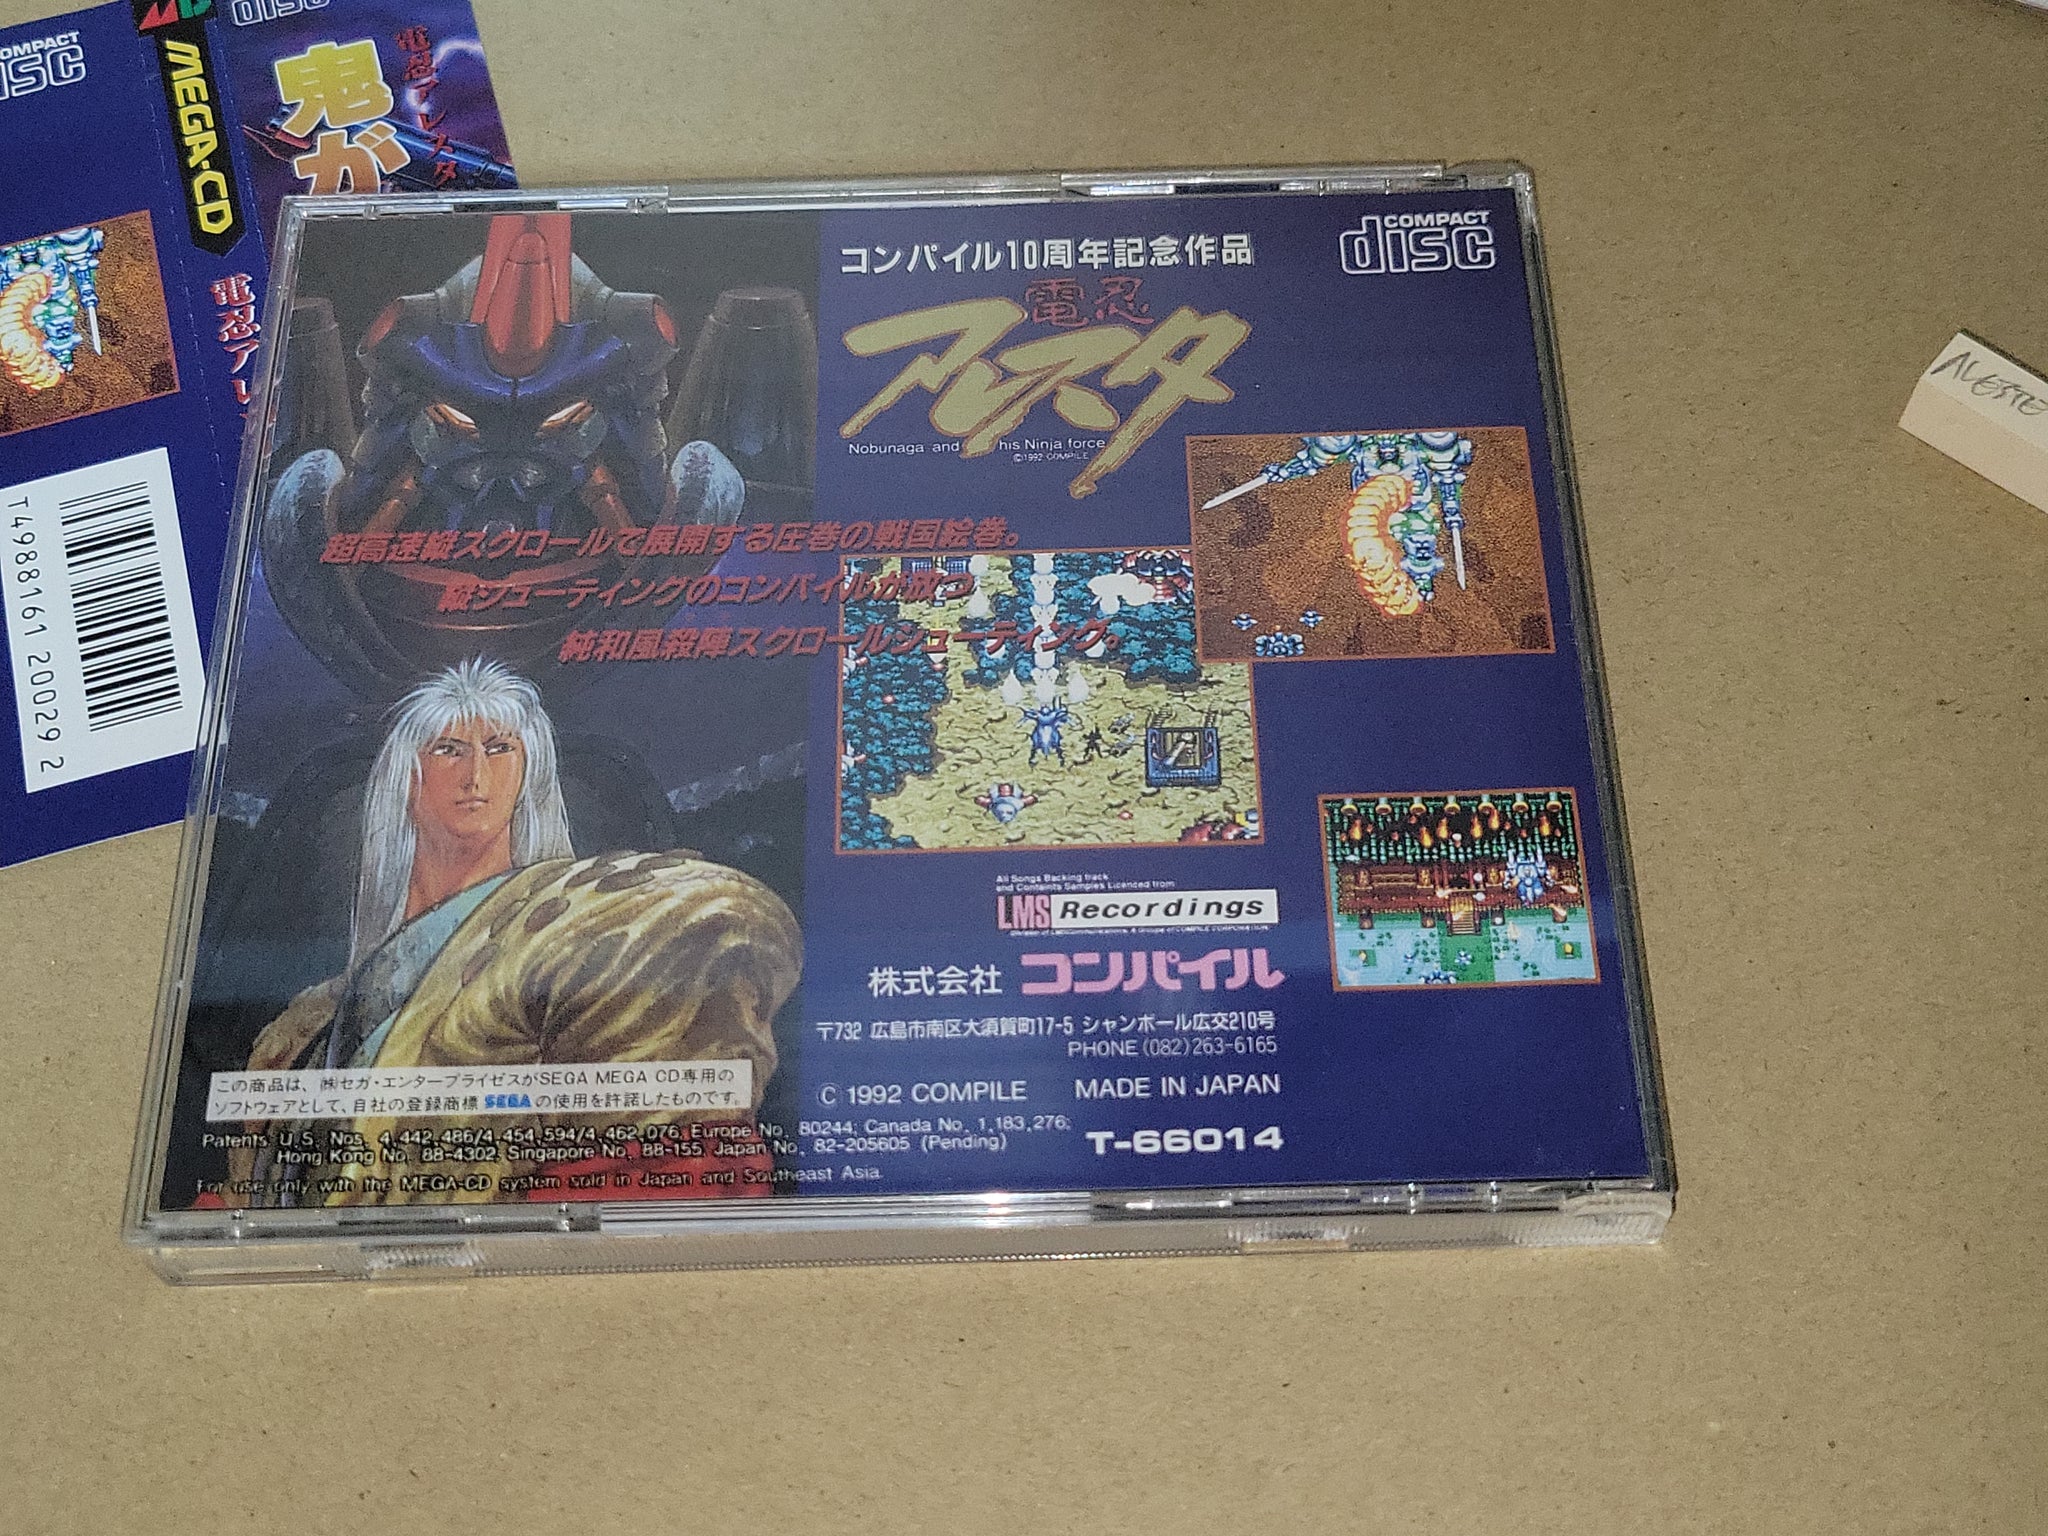 COMPACT
disc
MEGA-CD
電忍アレスタ
鬼が
電忍アレ
T4988161 20029 2
コンパイル10周年記念作品
COMPACT
disc
電忍
アレスタ
Nobunaga and his Ninja force
©1992 COMPILE
超高速縦スクロールで展開する圧巻の戦国絵巻。
縦シューティングのコンパイルが放つ
純和風殺陣スクロールシューティング。
All Songs Backing track
and Containts Samples Licenced from
LMS Recordings
株式会社 コンパイル
〒732 広島市南区大須賀町17-5 シャンボール広交210号
PHONE (082)263-6165
© 1992 COMPILE MADE IN JAPAN
T-66014
この商品は、㈱セガ・エンタープライゼスがSEGA MEGA CD専用の
ソフトウェアとして、自社の登録商標 SEGA の使用を許諾したものです。
Patents: U.S. Nos. 4,442,486/4,454,594/4,462,076; Europe No. 80244; Canada No. 1,183,276;
Hong Kong No. 88-4302; Singapore No. 88-155; Japan No. 82-205605 (Pending)
For use only with the MEGA-CD system sold in Japan and Southeast Asia.
ALESTE